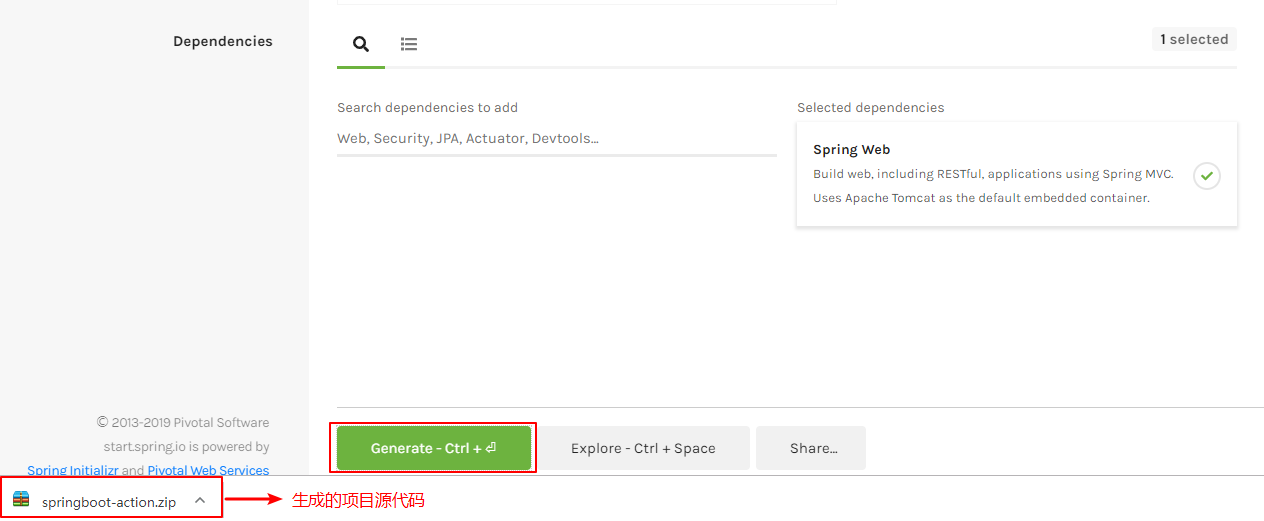 Dependencies
1 selected
Search dependencies to add
Web, Security, JPA, Actuator, Devtools...
Selected dependencies
Spring Web
Build web, including RESTful, applications using Spring MVC.
Uses Apache Tomcat as the default embedded container.
© 2013-2019 Pivotal Software
start.spring.io is powered by
Spring Initializr and Pivotal Web Services
Generate - Ctrl + ⏎
Explore - Ctrl + Space
Share...
springboot-action.zip
生成的项目源代码